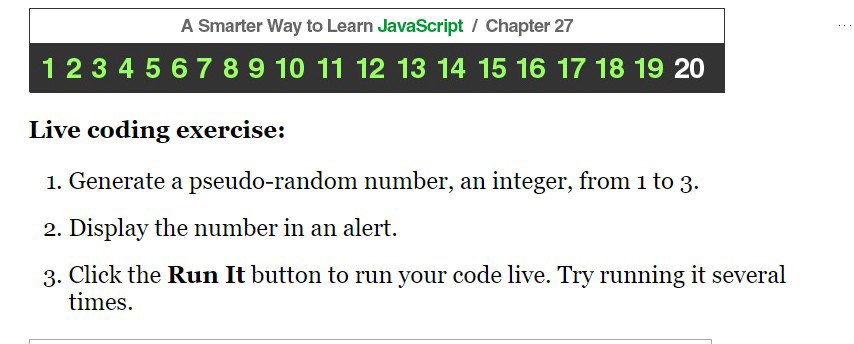 A Smarter Way to Learn JavaScript / Chapter 27
1 2 3 4 5 6 7 8 9 10 11 12 13 14 15 16 17 18 19 20
Live coding exercise:
1. Generate a pseudo-random number, an integer, from 1 to 3.
2. Display the number in an alert.
3. Click the Run It button to run your code live. Try running it several
times.